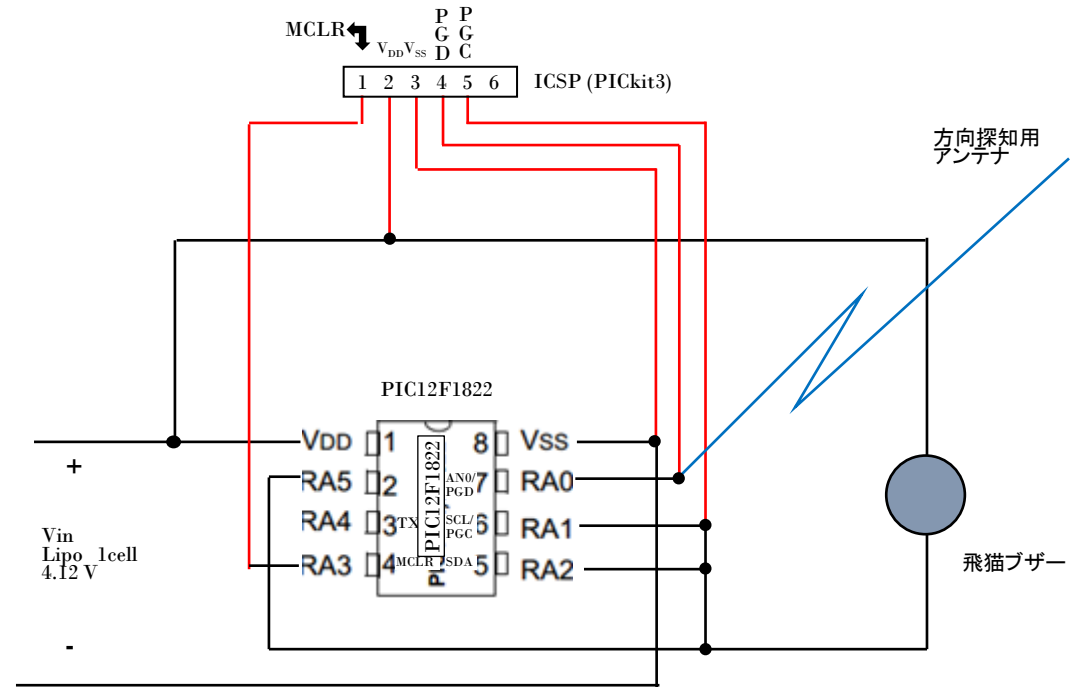 MCLR
P P
G G
D C
VDD VSS
1 2 3 4 5 6
ICSP (PICkit3)
方向探知用
アンテナ
PIC12F1822
VDD 1
8 VSS
RA5 2
AN0/
PGD
7 RA0
RA4 3 TX
SCL/
PGC
6 RA1
RA3 4 MCLR
SDA 5 RA2
PIC12F1822
+
Vin
Lipo 1cell
4.12 V
-
飛猫ブザー